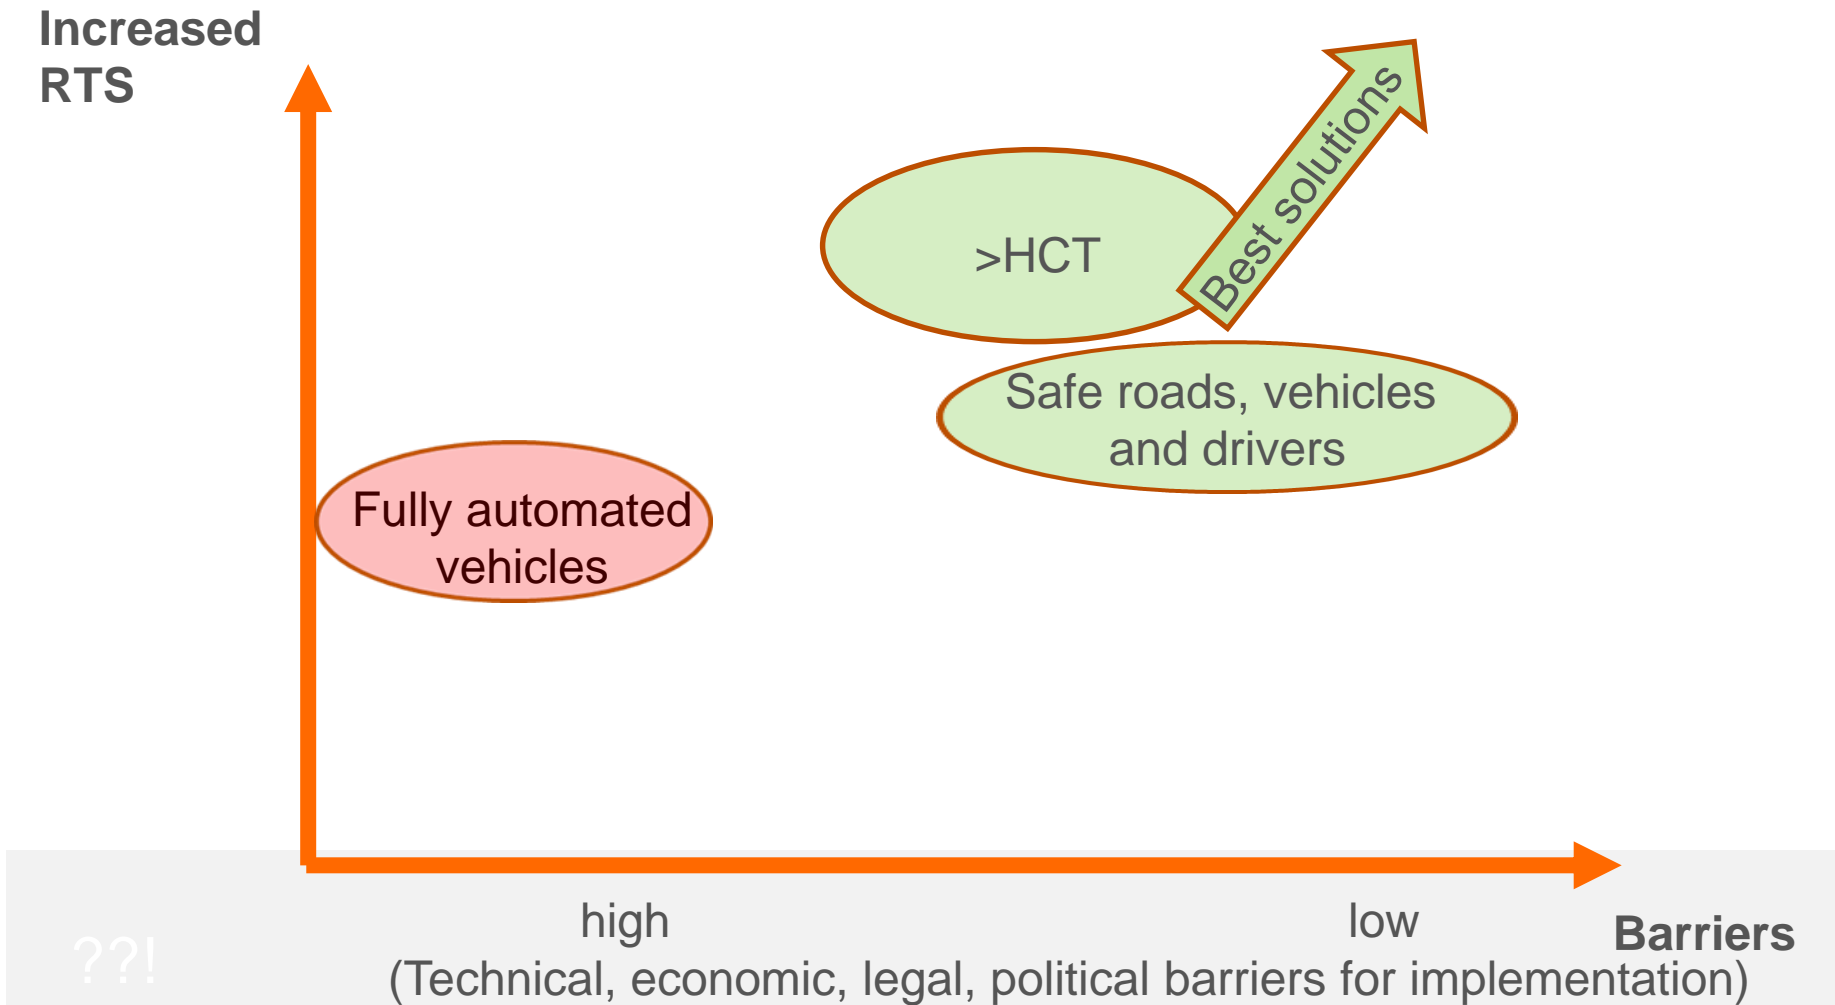 Increased
RTS
Best solutions
>HCT
Safe roads, vehicles
and drivers
Fully automated
vehicles
high
low
Barriers
??!
(Technical, economic, legal, political barriers for implementation)